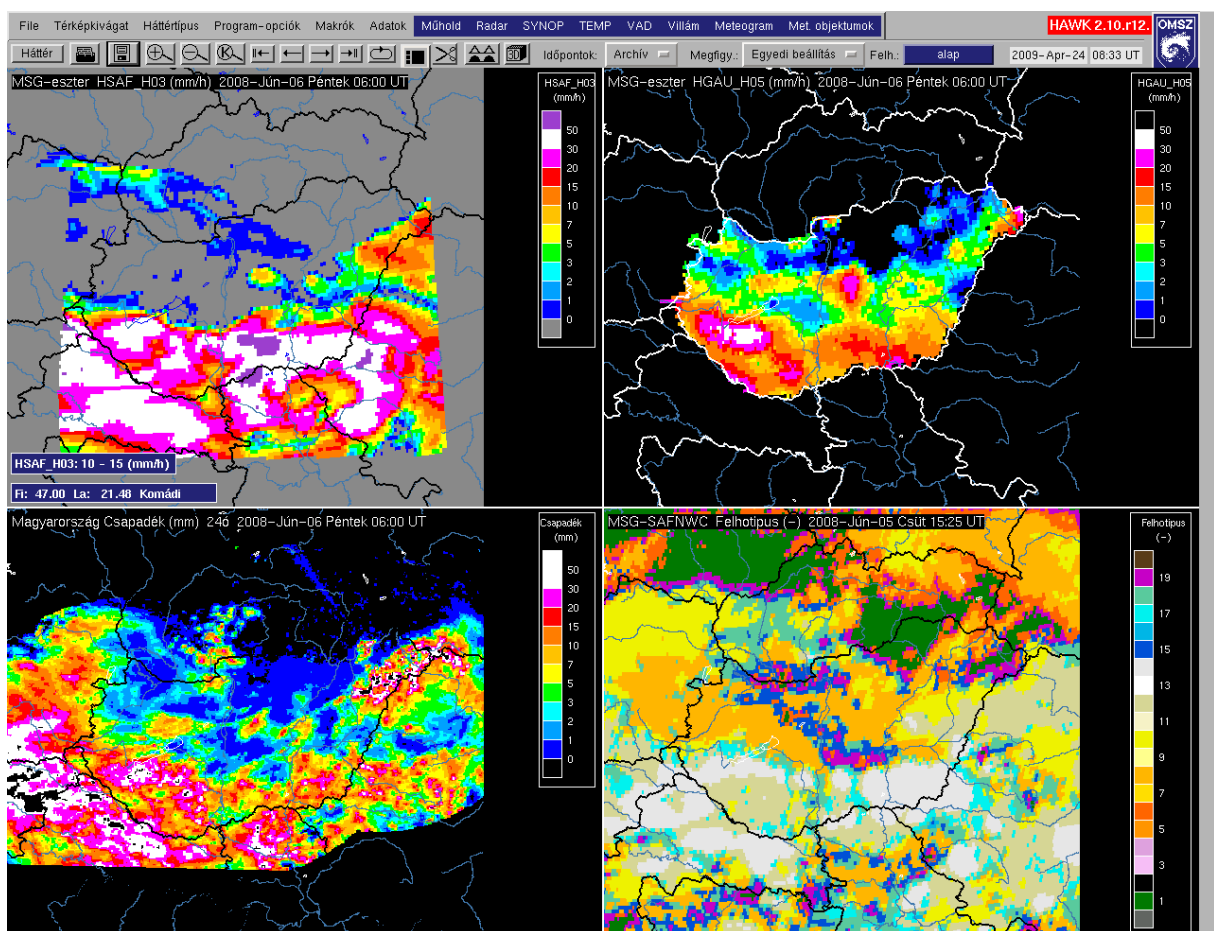 File Térképkivágat Háttértípus Program-opciók Makrók Adatok Műhold Radar SYNOP TEMP VAD Villám Meteogram Met. objektumok HAWK 2.10.r12. OMSZ
Háttér K 3D Időpontok: Archív Megfigy.: Egyedi beállítás Felh.: alap 2009-Apr-24 08:33 UT
MSG-eszter HSAF_H03 (mm/h) 2008-Jún-06 Péntek 06:00 UT
HSAF_H03
(mm/h)
50
30
20
15
10
7
5
3
2
1
0
HSAF_H03: 10 - 15 (mm/h)
Fi: 47.00 La: 21.48 Komádi
MSG-eszter HGAU_H05 (mm/h) 2008-Jún-06 Péntek 06:00 UT
HGAU_H05
(mm/h)
50
30
20
15
10
7
5
3
2
1
0
Magyarország Csapadék (mm) 24ó 2008-Jún-06 Péntek 06:00 UT
Csapadék
(mm)
50
30
20
15
10
7
5
3
2
1
0
MSG-SAFNWC Felhotipus (-) 2008-Jún-05 Csüt 15:25 UT
Felhotipus
(-)
19
17
15
13
11
9
7
5
3
1